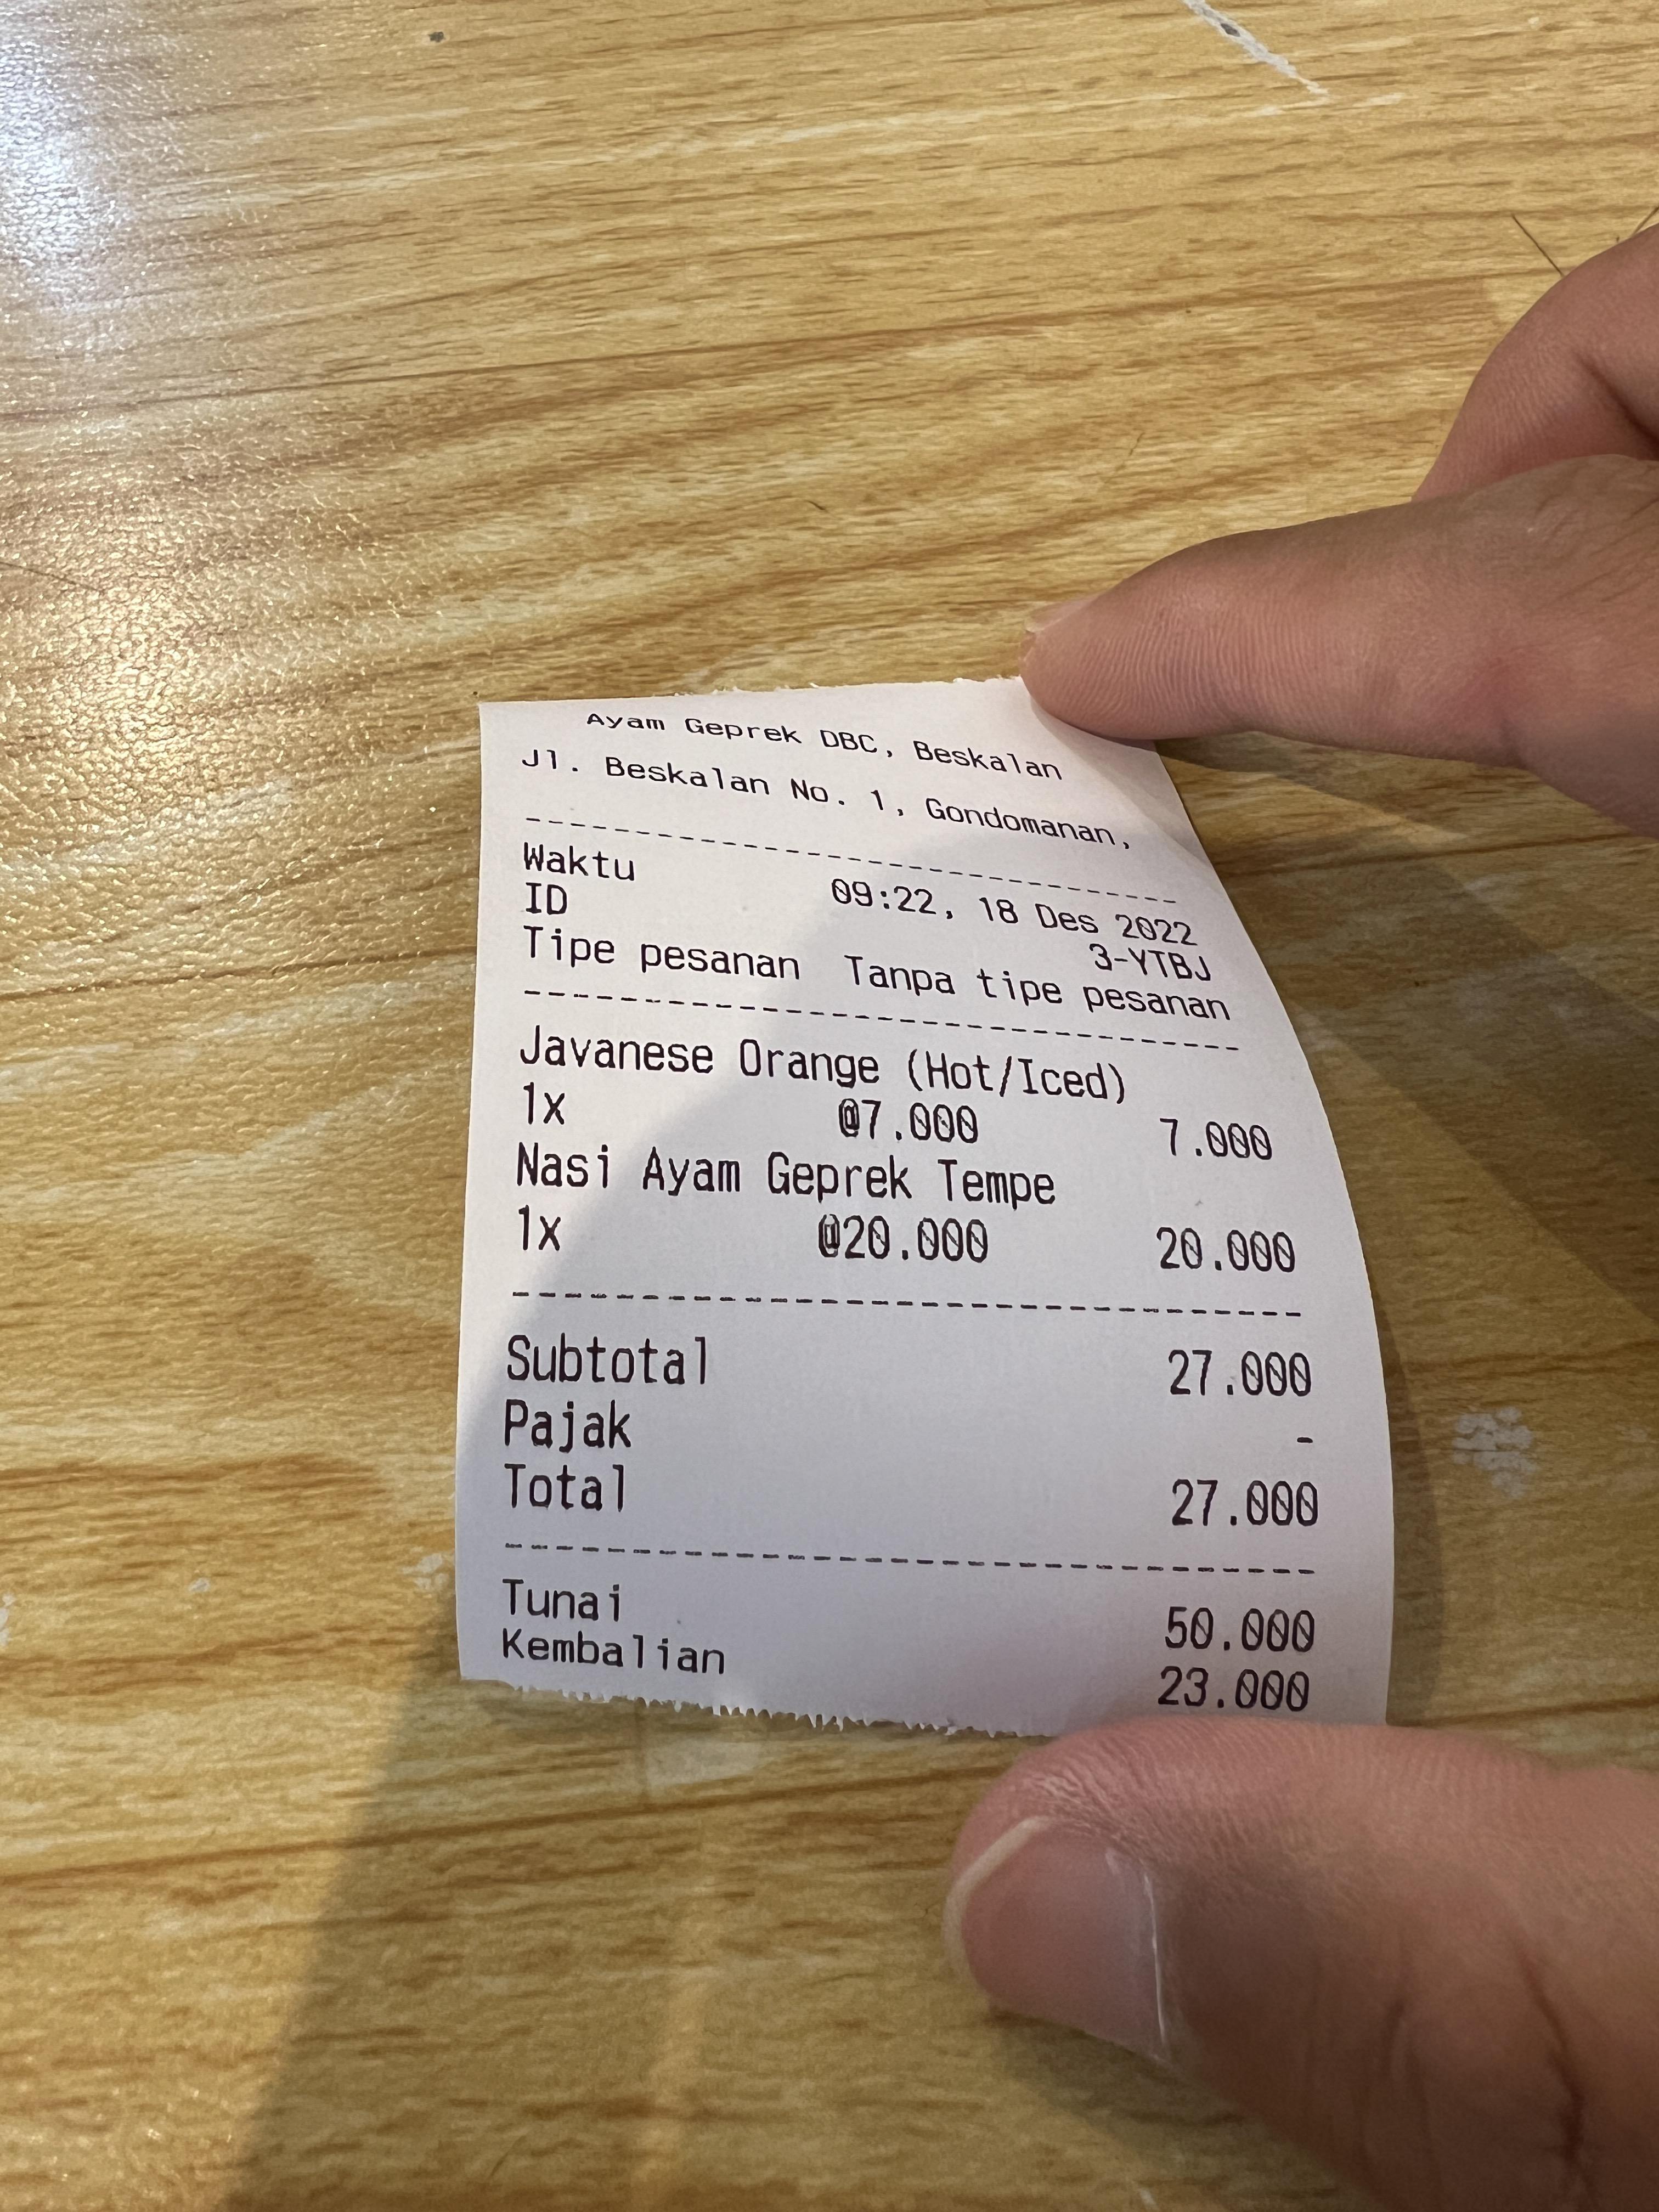 Ayam Geprek DBC, Beskalan
Jl. Beskalan No. 1, Gondomanan,
Waktu 09:22, 18 Des 2022
ID 3-YTBJ
Tipe pesanan Tanpa tipe pesanan
Javanese Orange (Hot/Iced)
1x @7.000 7.000
Nasi Ayam Geprek Tempe
1x @20.000 20.000
Subtotal 27.000
Pajak -
Total 27.000
Tunai 50.000
Kembalian 23.000